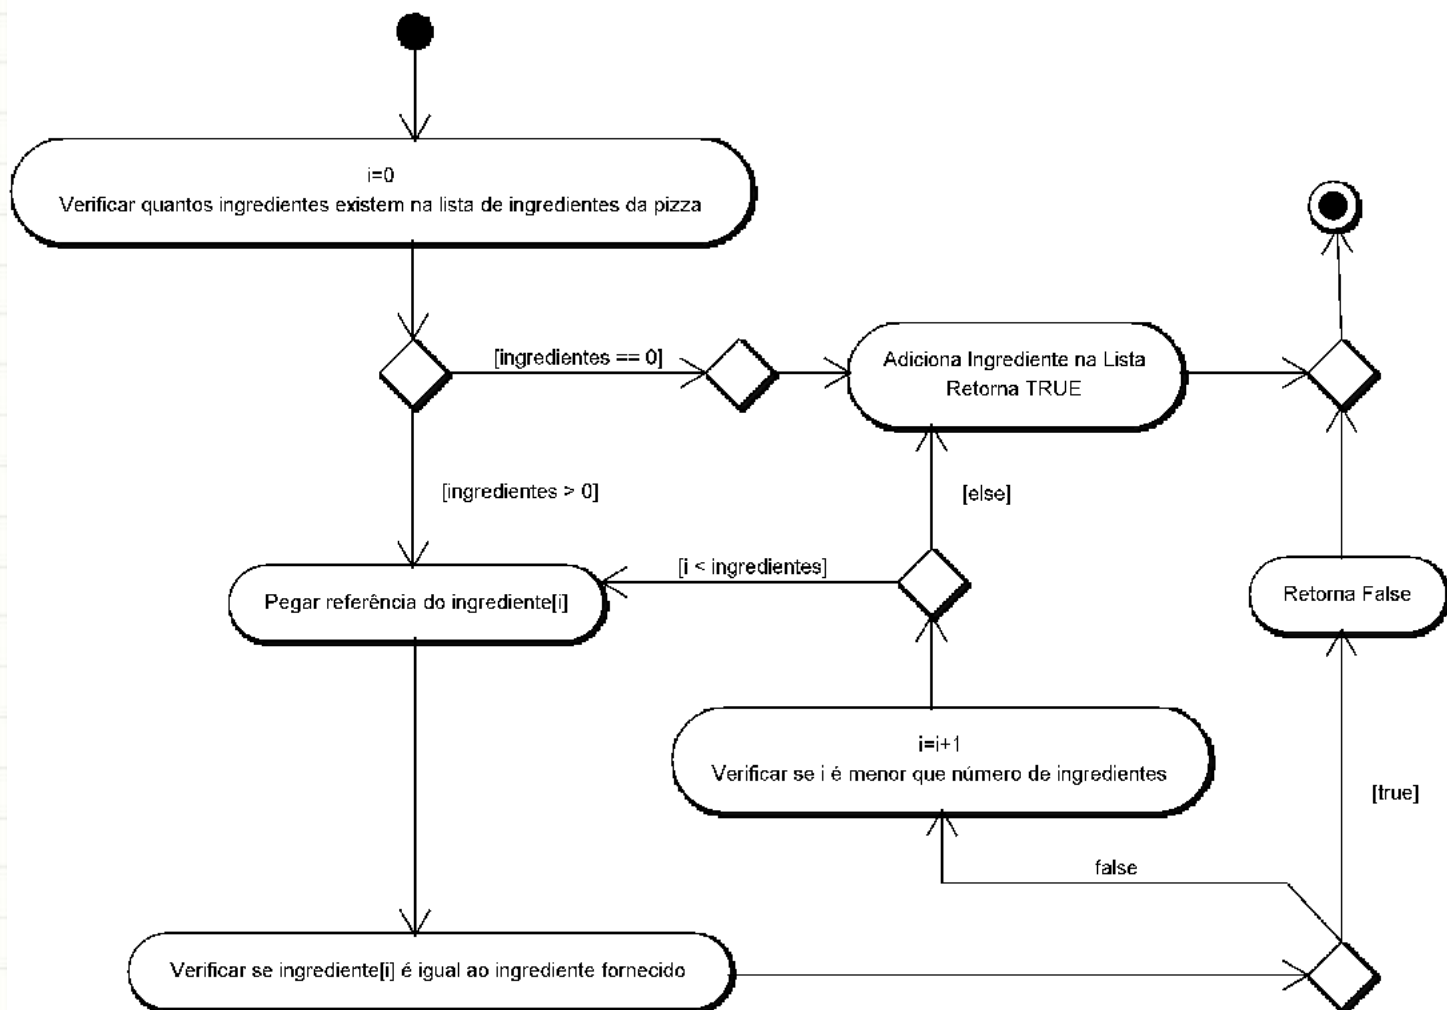 i=0
Verificar quantos ingredientes existem na lista de ingredientes da pizza
[ingredientes == 0]
Adiciona Ingrediente na Lista
Retorna TRUE
[ingredientes > 0]
[else]
[i < ingredientes]
Pegar referência do ingrediente[i]
Retorna False
i=i+1
Verificar se i é menor que número de ingredientes
[true]
false
Verificar se ingrediente[i] é igual ao ingrediente fornecido